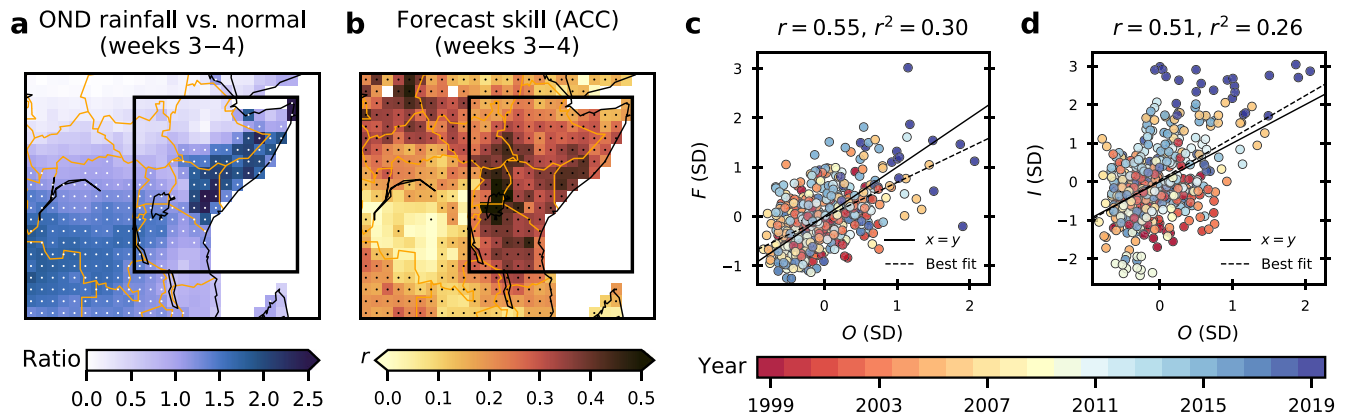 a
OND rainfall vs. normal
(weeks 3−4)
Ratio
0.0 0.5 1.0 1.5 2.0 2.5
b
Forecast skill (ACC)
(weeks 3−4)
r
0.0 0.1 0.2 0.3 0.4 0.5
c
r = 0.55, r² = 0.30
F (SD)
3
2
1
0
−1
x = y
Best fit
0 1 2
O (SD)
d
r = 0.51, r² = 0.26
I (SD)
3
2
1
0
−1
−2
x = y
Best fit
0 1 2
O (SD)
Year
1999 2003 2007 2011 2015 2019